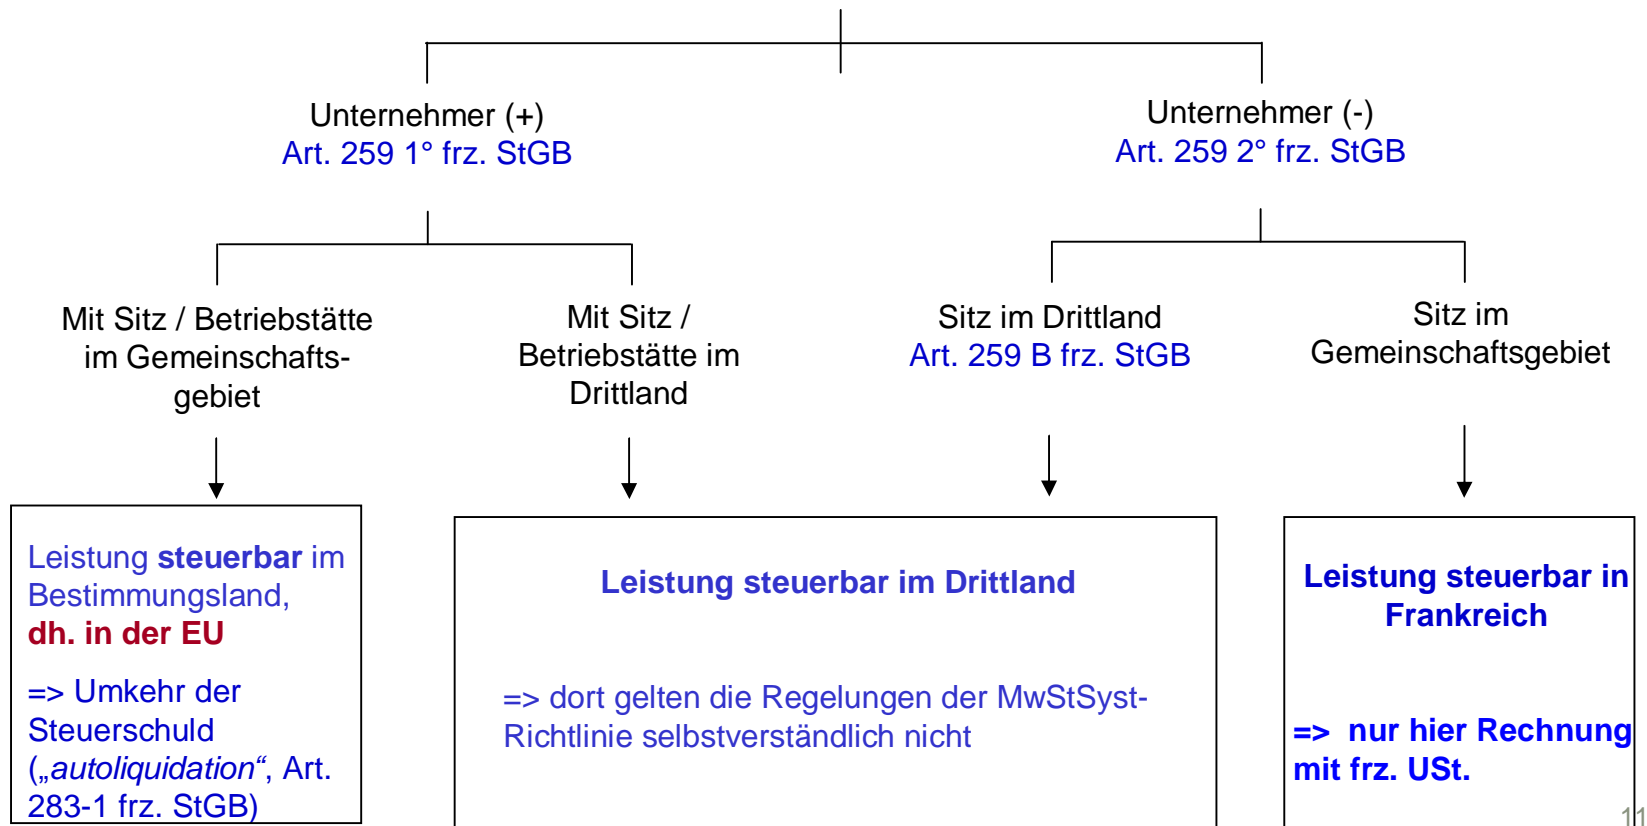 Unternehmer (+)
Art. 259 1° frz. StGB
Unternehmer (-)
Art. 259 2° frz. StGB
Mit Sitz / Betriebstätte
im Gemeinschafts-
gebiet
Mit Sitz /
Betriebstätte im
Drittland
Sitz im Drittland
Art. 259 B frz. StGB
Sitz im
Gemeinschaftsgebiet
Leistung steuerbar im
Bestimmungsland,
dh. in der EU
=> Umkehr der
Steuerschuld
(„autoliquidation“, Art.
283-1 frz. StGB)
Leistung steuerbar im Drittland
=> dort gelten die Regelungen der MwStSyst-
Richtlinie selbstverständlich nicht
Leistung steuerbar in
Frankreich
=> nur hier Rechnung
mit frz. USt.
11